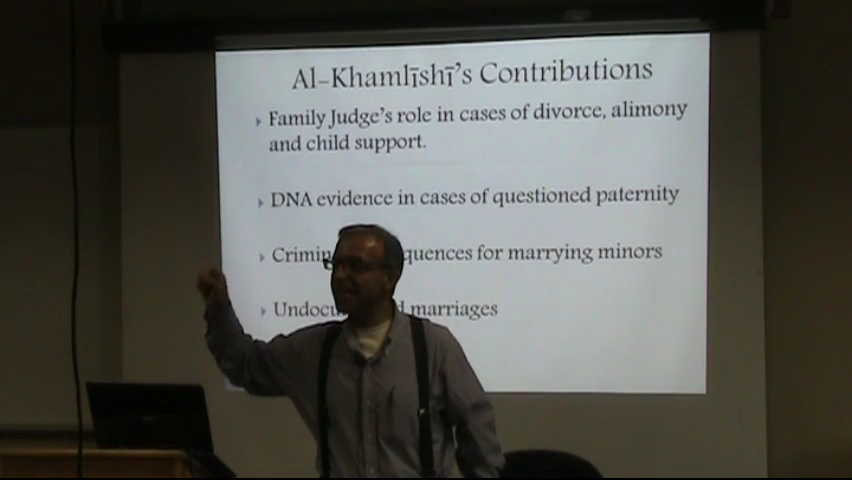 Al-Khamlīshī's Contributions
Family Judge's role in cases of divorce, alimony
and child support.
DNA evidence in cases of questioned paternity
Crimin quences for marrying minors
Undocu d marriages